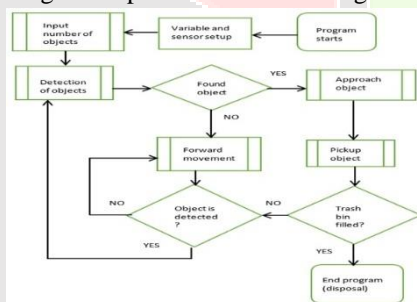 Input
number of
objects
Variable and
sensor setup
Program
starts
Detection
of objects
Found
object
YES
Approach
object
NO
Forward
movement
Pickup
object
NO
Object is
detected
?
NO
Trash
bin
filled?
YES
YES
End program
(disposal)